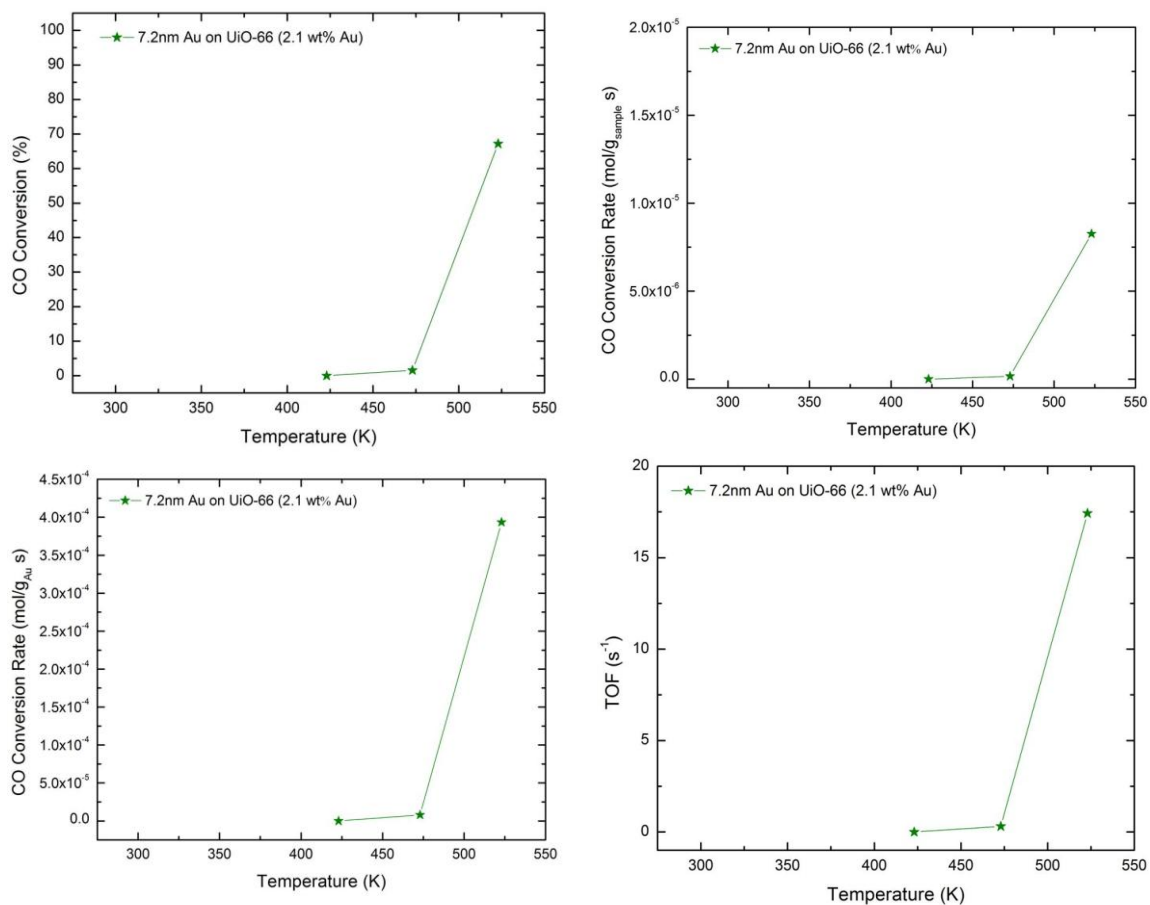 7.2nm Au on UiO-66 (2.1 wt% Au)
CO Conversion (%)
100
90
80
70
60
50
40
30
20
10
0
300 350 400 450 500 550
Temperature (K)
7.2nm Au on UiO-66 (2.1 wt% Au)
CO Conversion Rate (mol/g_sample s)
2.0x10^-5
1.5x10^-5
1.0x10^-5
5.0x10^-6
0.0
300 350 400 450 500 550
Temperature (K)
7.2nm Au on UiO-66 (2.1 wt% Au)
CO Conversion Rate (mol/g_Au s)
4.5x10^-4
4.0x10^-4
3.5x10^-4
3.0x10^-4
2.5x10^-4
2.0x10^-4
1.5x10^-4
1.0x10^-4
5.0x10^-5
0.0
300 350 400 450 500 550
Temperature (K)
7.2nm Au on UiO-66 (2.1 wt% Au)
TOF (s^-1)
20
15
10
5
0
300 350 400 450 500 550
Temperature (K)